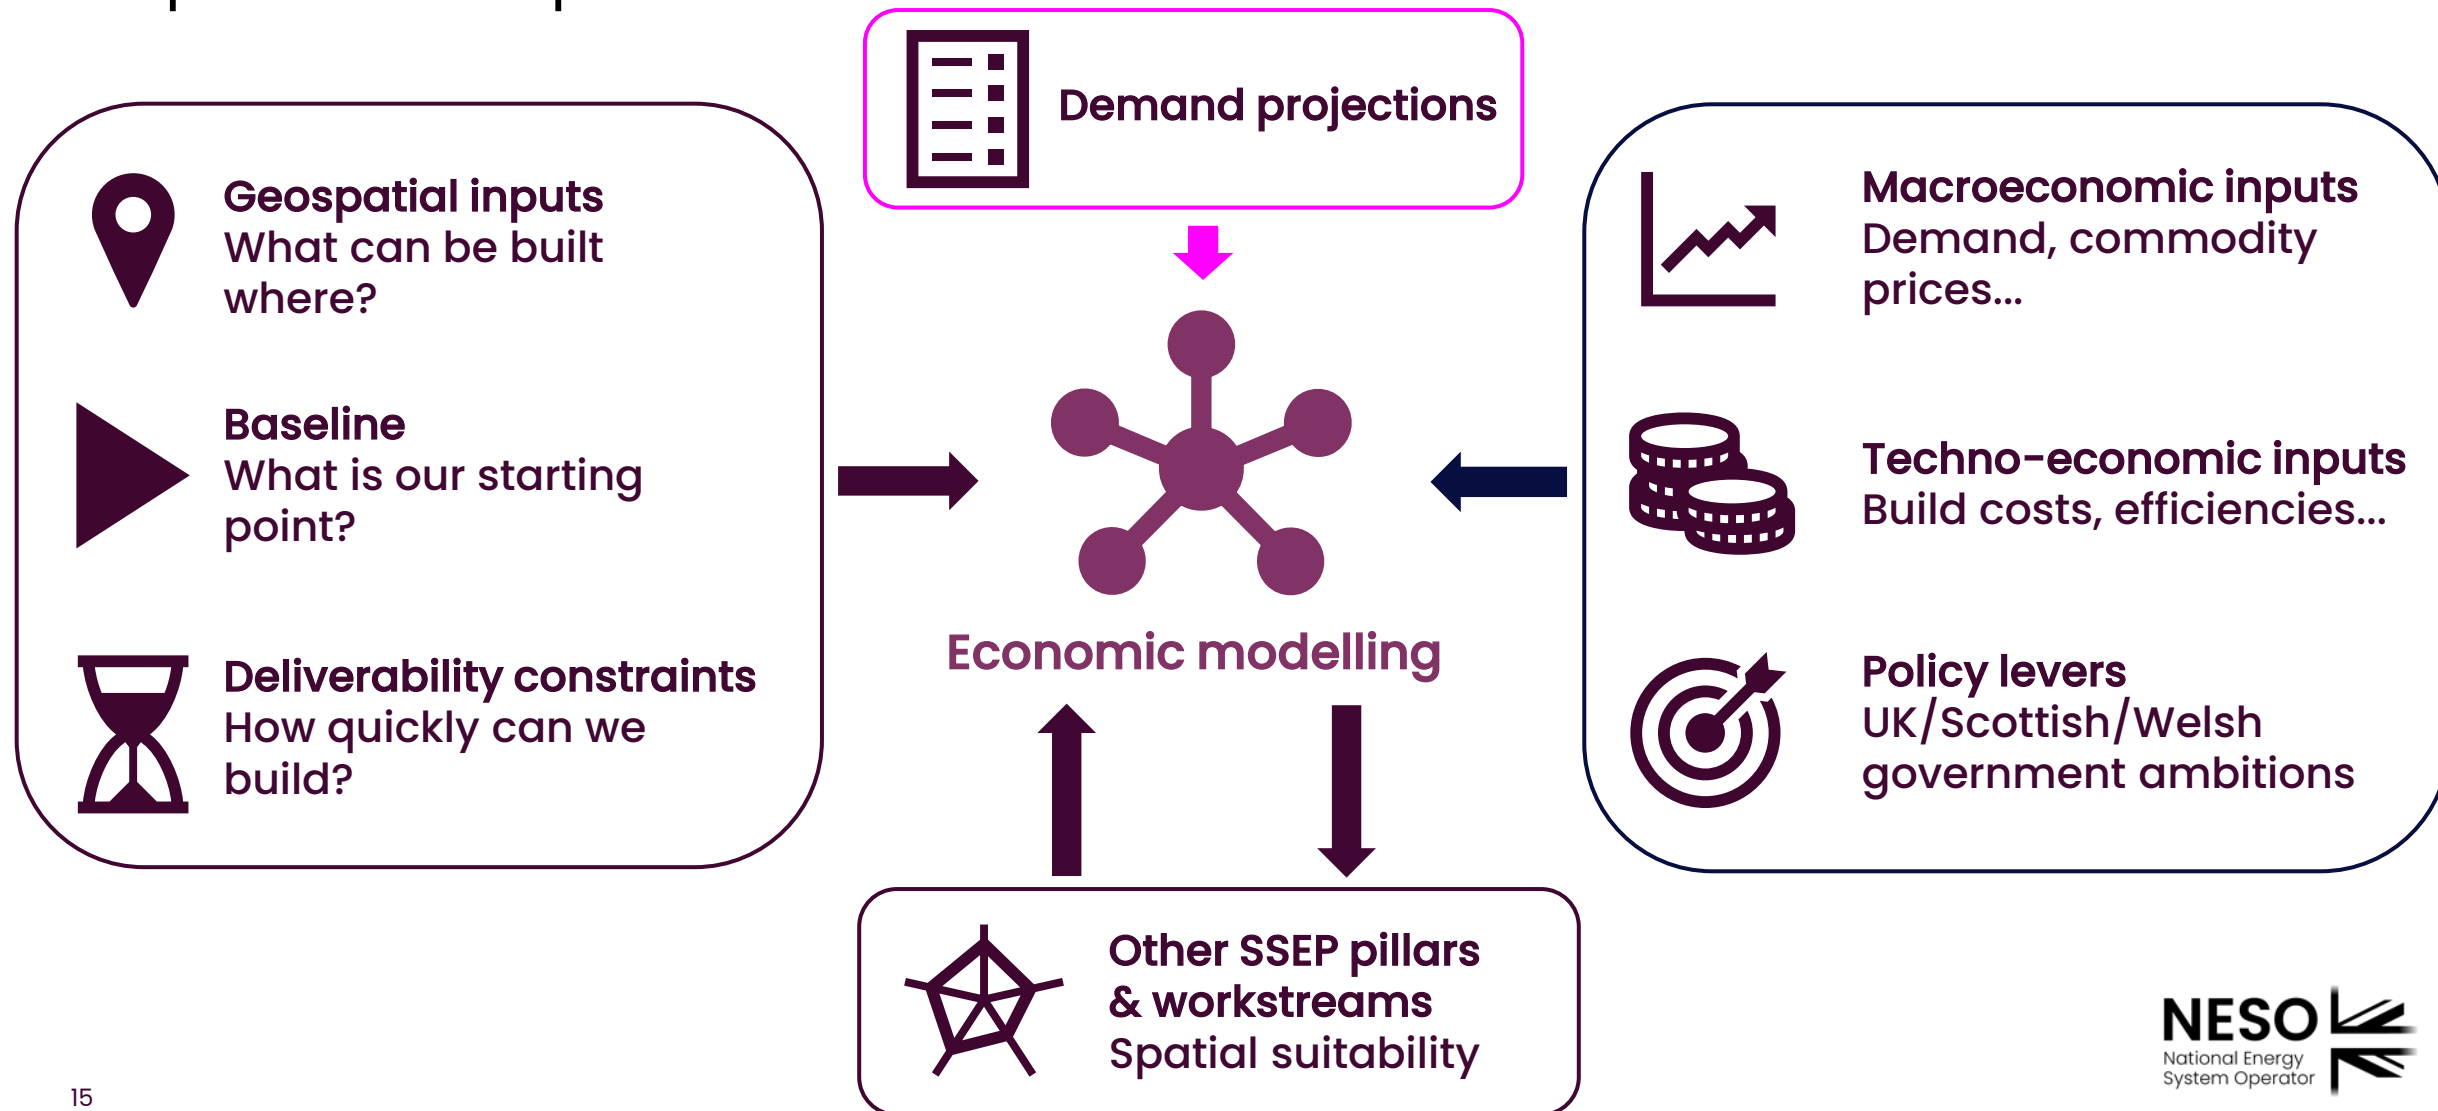 Demand projections
Geospatial inputs
What can be built
where?
Baseline
What is our starting
point?
Deliverability constraints
How quickly can we
build?
Economic modelling
Macroeconomic inputs
Demand, commodity
prices...
Techno-economic inputs
Build costs, efficiencies...
Policy levers
UK/Scottish/Welsh
government ambitions
Other SSEP pillars
& workstreams
Spatial suitability
NESO
National Energy
System Operator
15